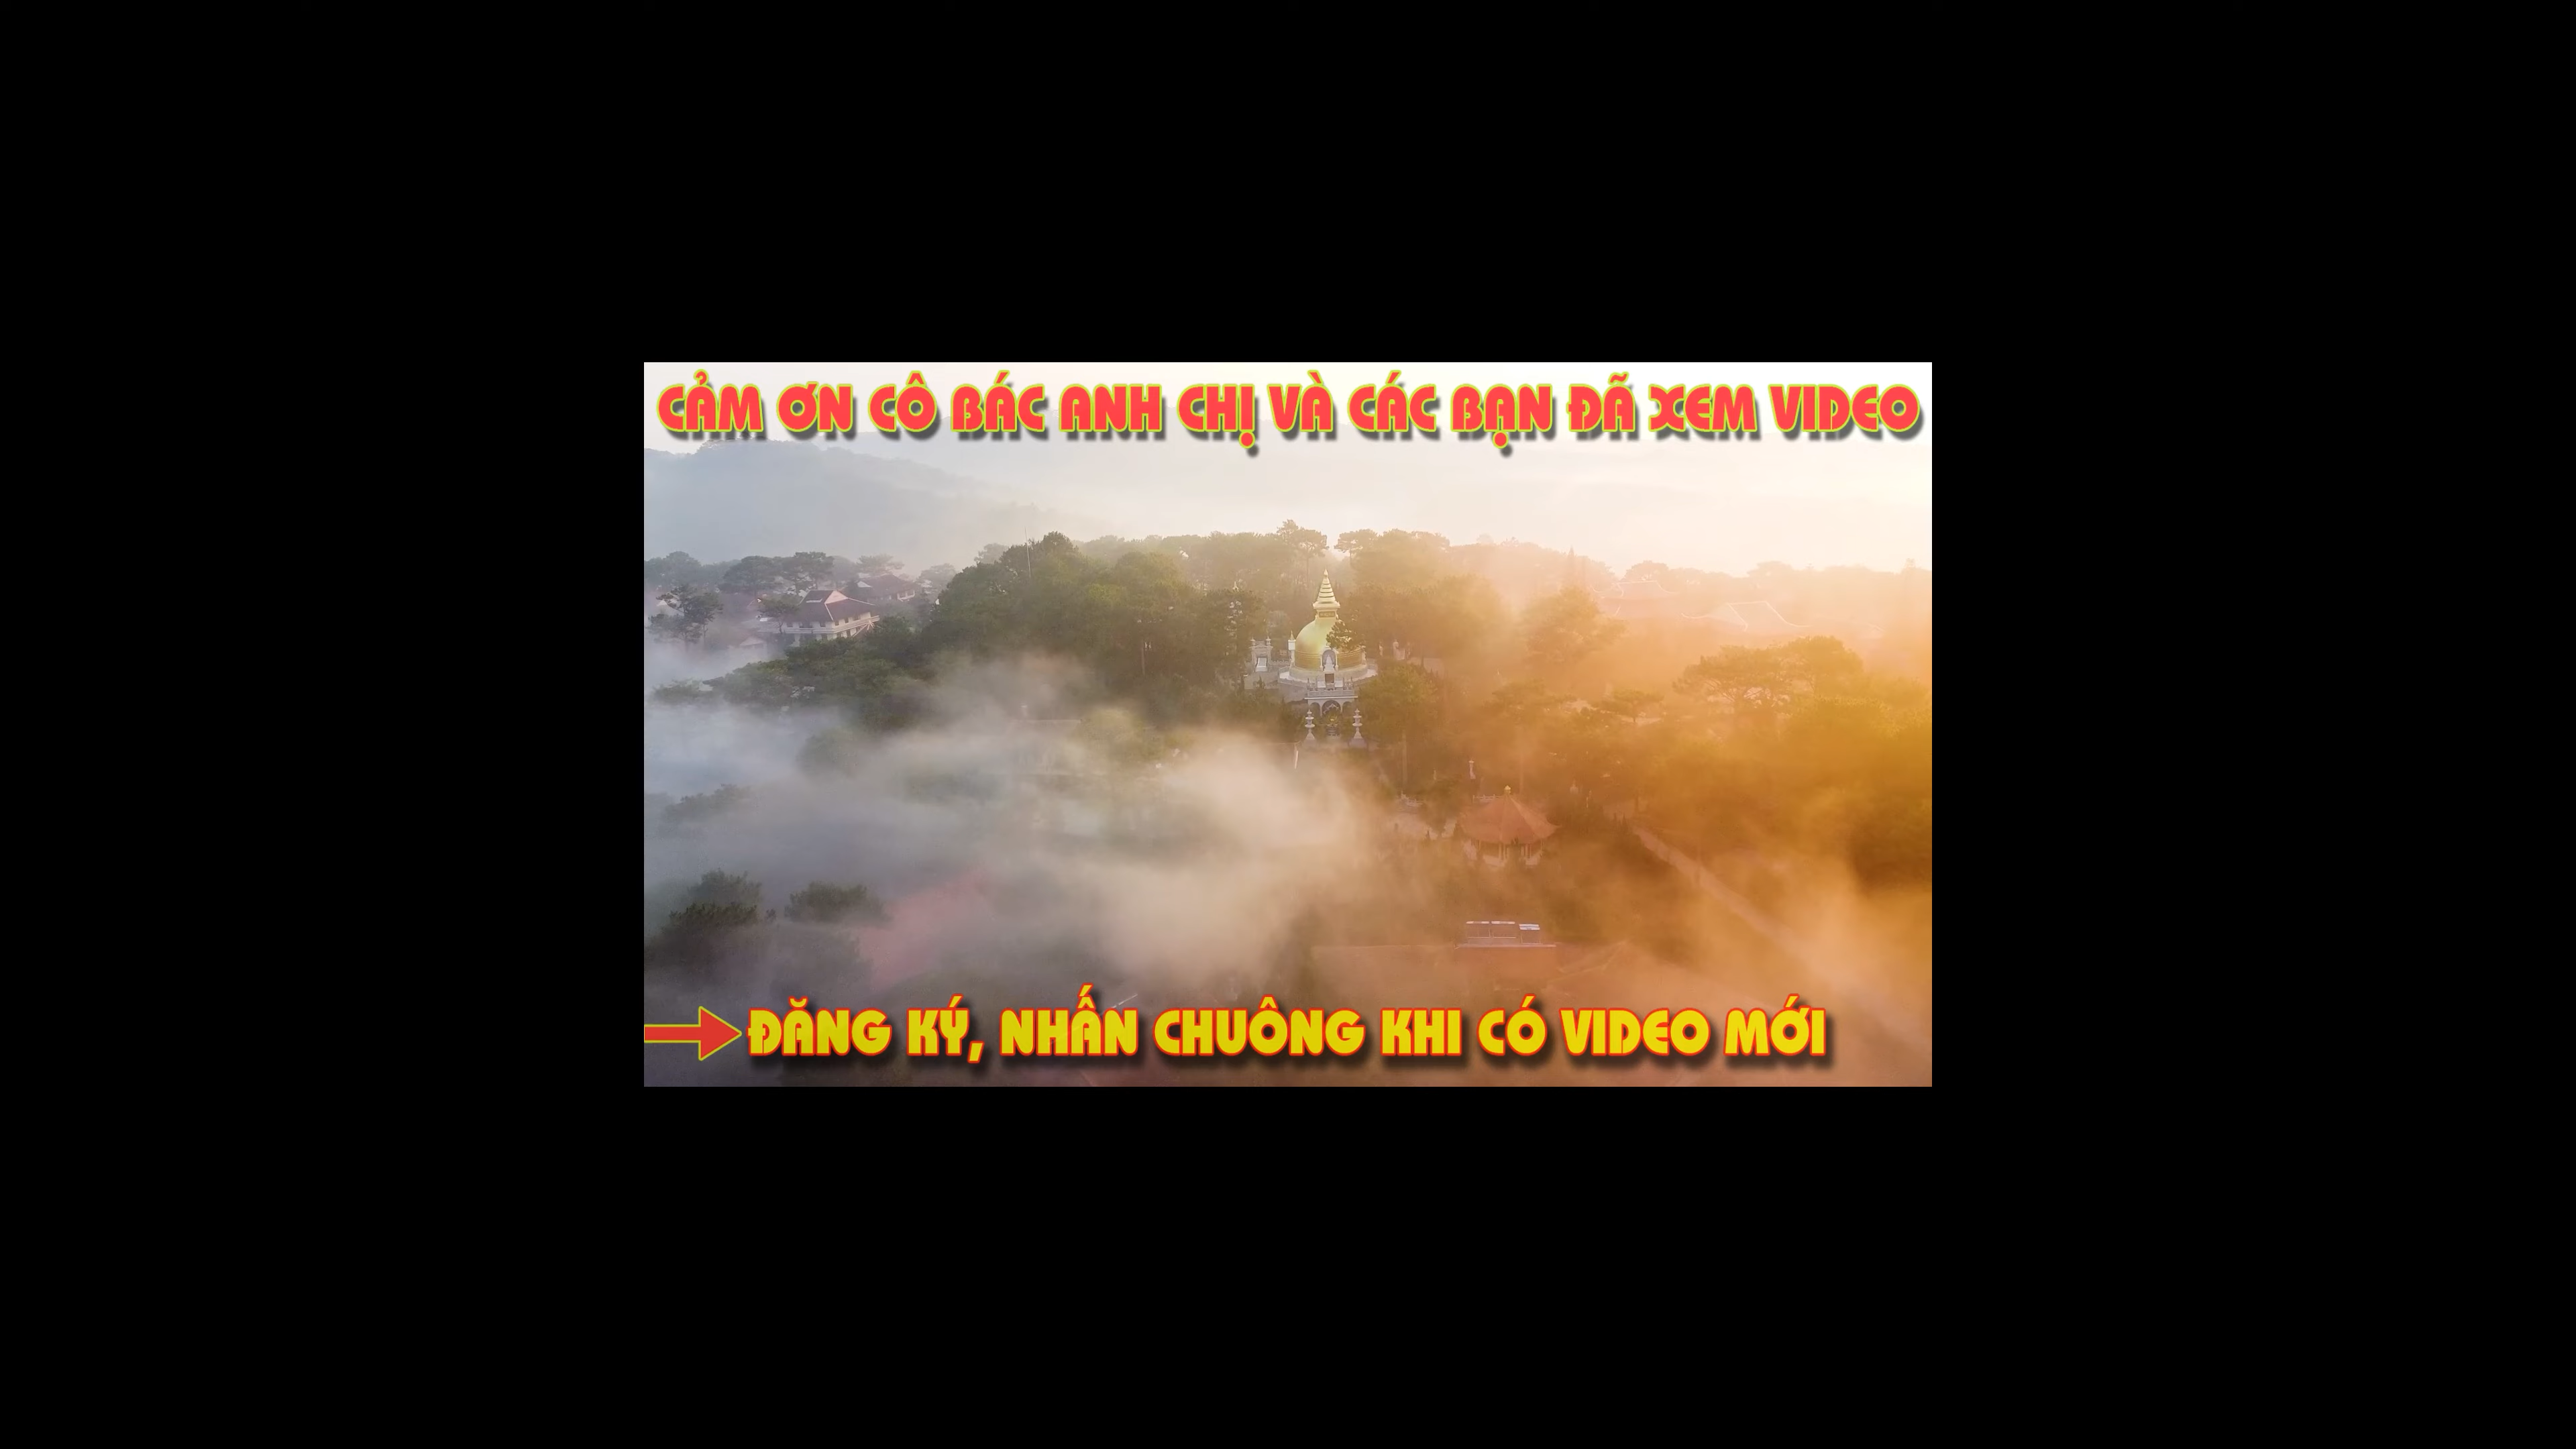 CẢM ƠN CÔ BÁC ANH CHỊ VÀ CÁC BẠN ĐÃ XEM VIDEO
ĐĂNG KÝ, NHẤN CHUÔNG KHI CÓ VIDEO MỚI